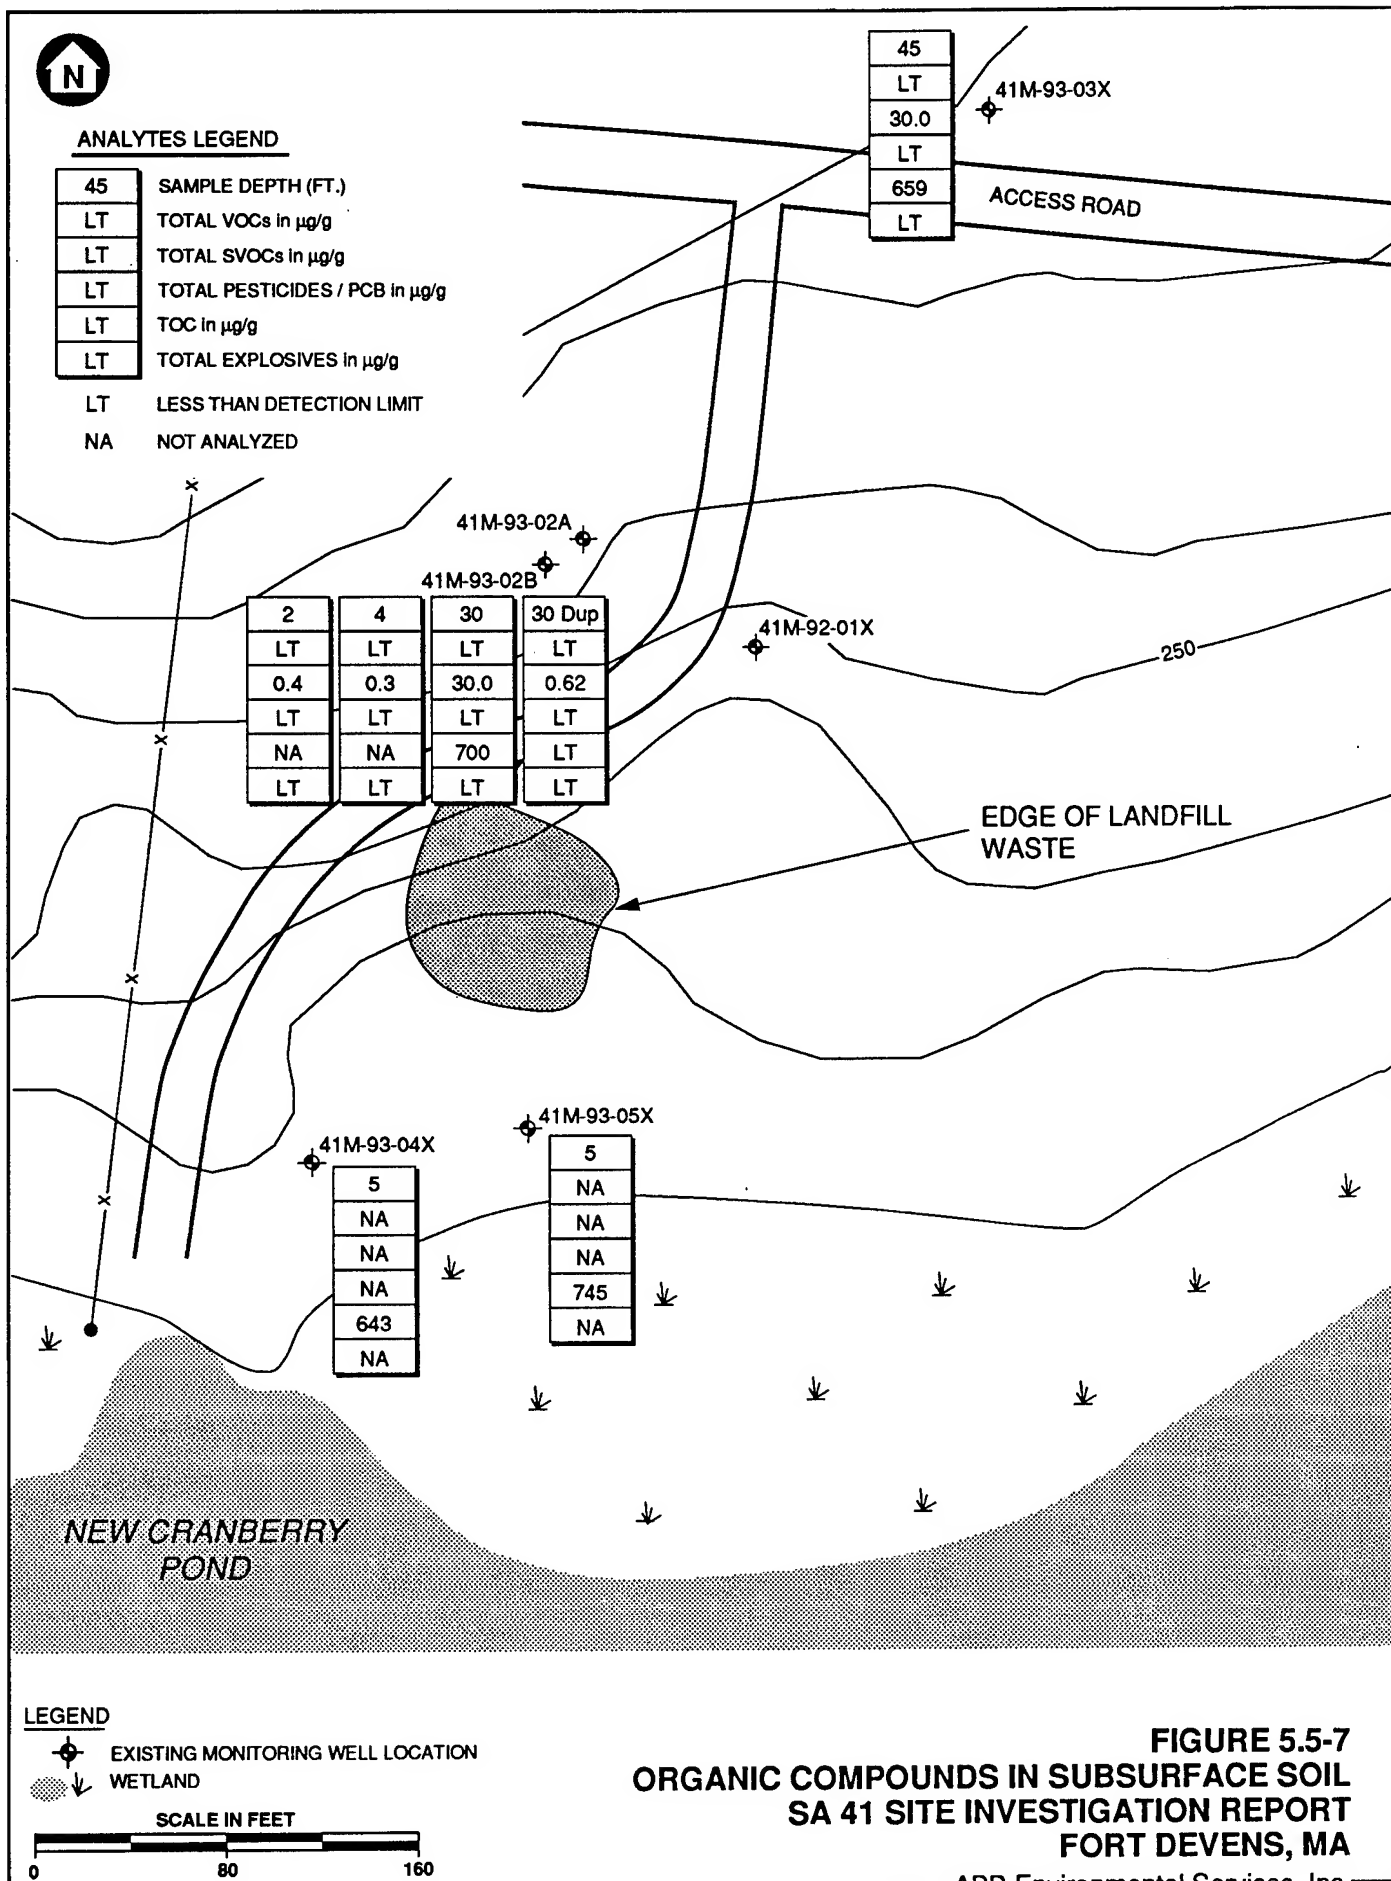 N
ANALYTES LEGEND
45 SAMPLE DEPTH (FT.)
LT TOTAL VOCs in µg/g
LT TOTAL SVOCs in µg/g
LT TOTAL PESTICIDES / PCB in µg/g
LT TOC in µg/g
LT TOTAL EXPLOSIVES in µg/g
LT LESS THAN DETECTION LIMIT
NA NOT ANALYZED
45
LT
30.0
LT
659
LT
41M-93-03X
ACCESS ROAD
41M-93-02A
41M-93-02B
2 4 30 30 Dup
LT LT LT LT
0.4 0.3 30.0 0.62
LT LT LT LT
NA NA 700 LT
LT LT LT LT
41M-92-01X
250
x
x
x
x
EDGE OF LANDFILL
WASTE
41M-93-04X
5
NA
NA
NA
643
NA
41M-93-05X
5
NA
NA
NA
745
NA
NEW CRANBERRY
POND
LEGEND
EXISTING MONITORING WELL LOCATION
WETLAND
SCALE IN FEET
0 80 160
FIGURE 5.5-7
ORGANIC COMPOUNDS IN SUBSURFACE SOIL
SA 41 SITE INVESTIGATION REPORT
FORT DEVENS, MA
Environmental Services, Inc.